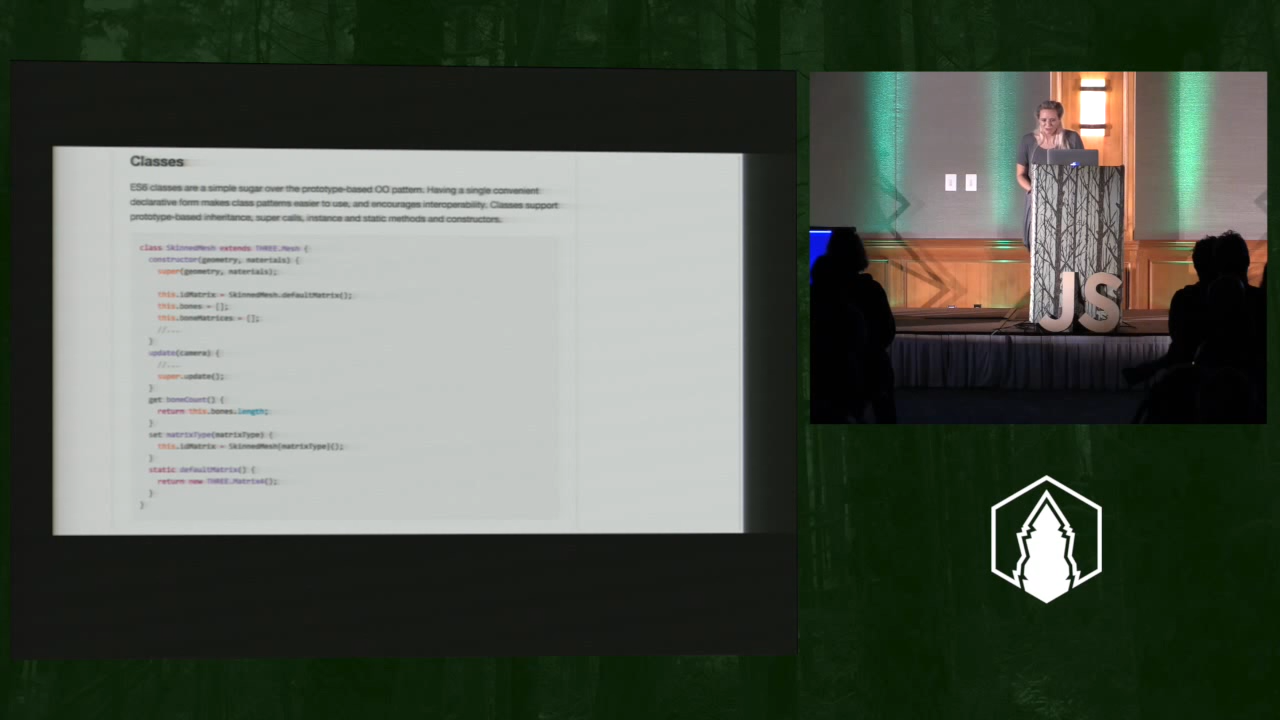 Classes
ES6 classes are a simple sugar over the prototype-based OO pattern. Having a single convenient
declarative form makes class patterns easier to use, and encourages interoperability. Classes support
prototype-based inheritance, super calls, instance and static methods and constructors.
class SkinnedMesh extends THREE.Mesh {
constructor(geometry, materials) {
super(geometry, materials);
this.idMatrix = SkinnedMesh.defaultMatrix();
this.bones = [];
this.boneMatrices = [];
//...
}
update(camera) {
//...
super.update();
}
get boneCount() {
return this.bones.length;
}
set matrixType(matrixType) {
this.idMatrix = SkinnedMesh[matrixType]();
}
static defaultMatrix() {
return new THREE.Matrix4();
}
}
JS